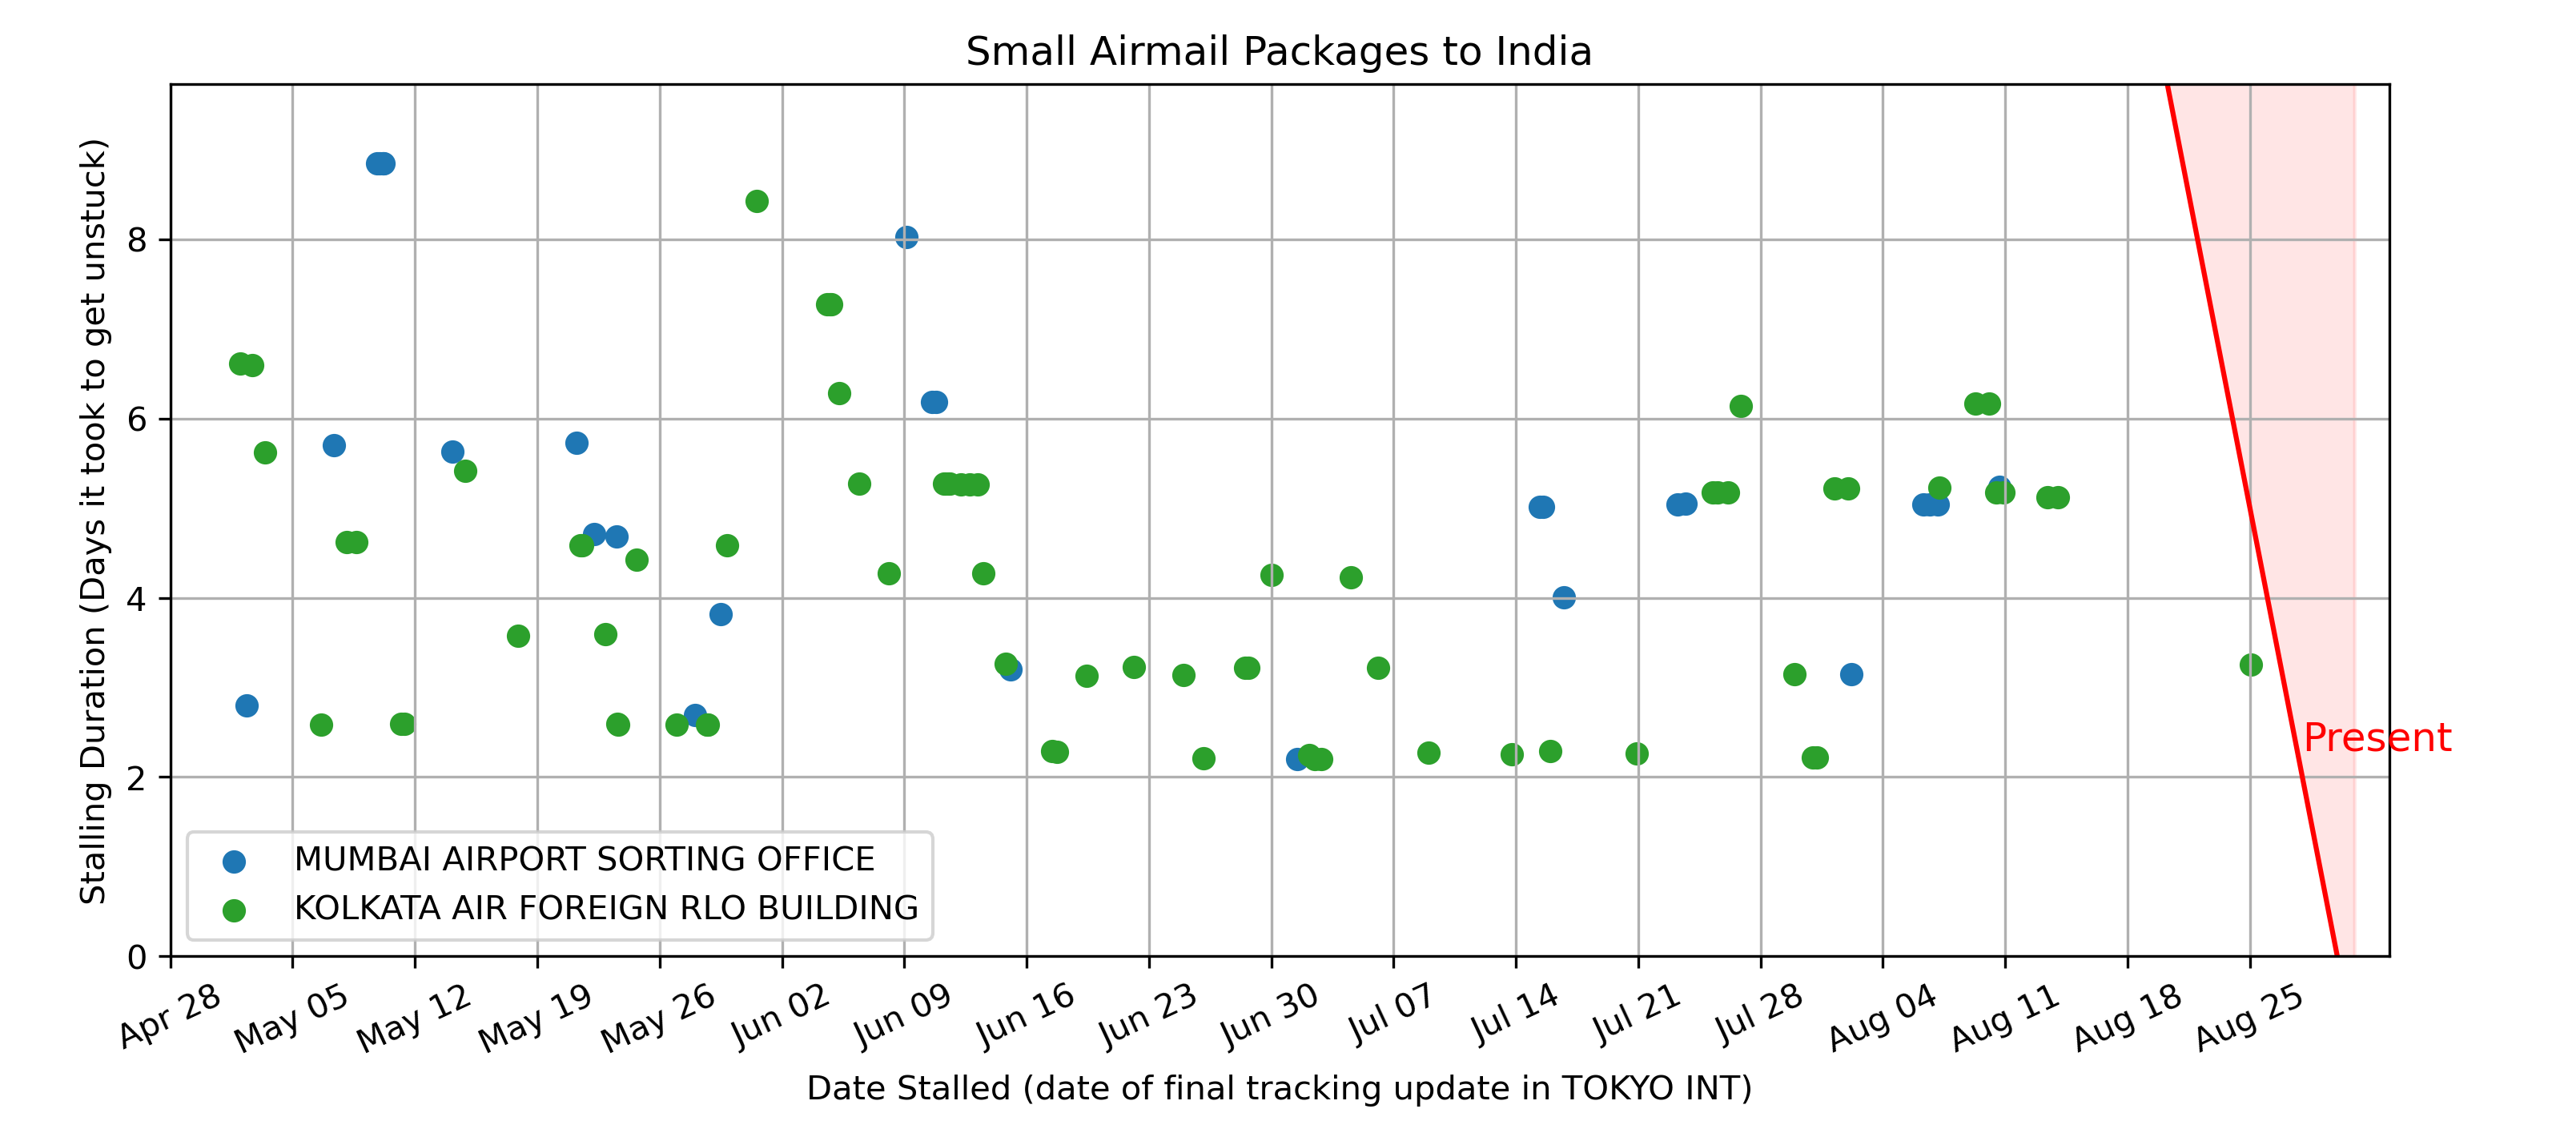 Small Airmail Packages to India
Stalling Duration (Days it took to get unstuck)
8
6
4
2
0
Present
MUMBAI AIRPORT SORTING OFFICE
KOLKATA AIR FOREIGN RLO BUILDING
Apr 28 May 05 May 12 May 19 May 26 Jun 02 Jun 09 Jun 16 Jun 23 Jun 30 Jul 07 Jul 14 Jul 21 Jul 28 Aug 04 Aug 11 Aug 18 Aug 25
Date Stalled (date of final tracking update in TOKYO INT)